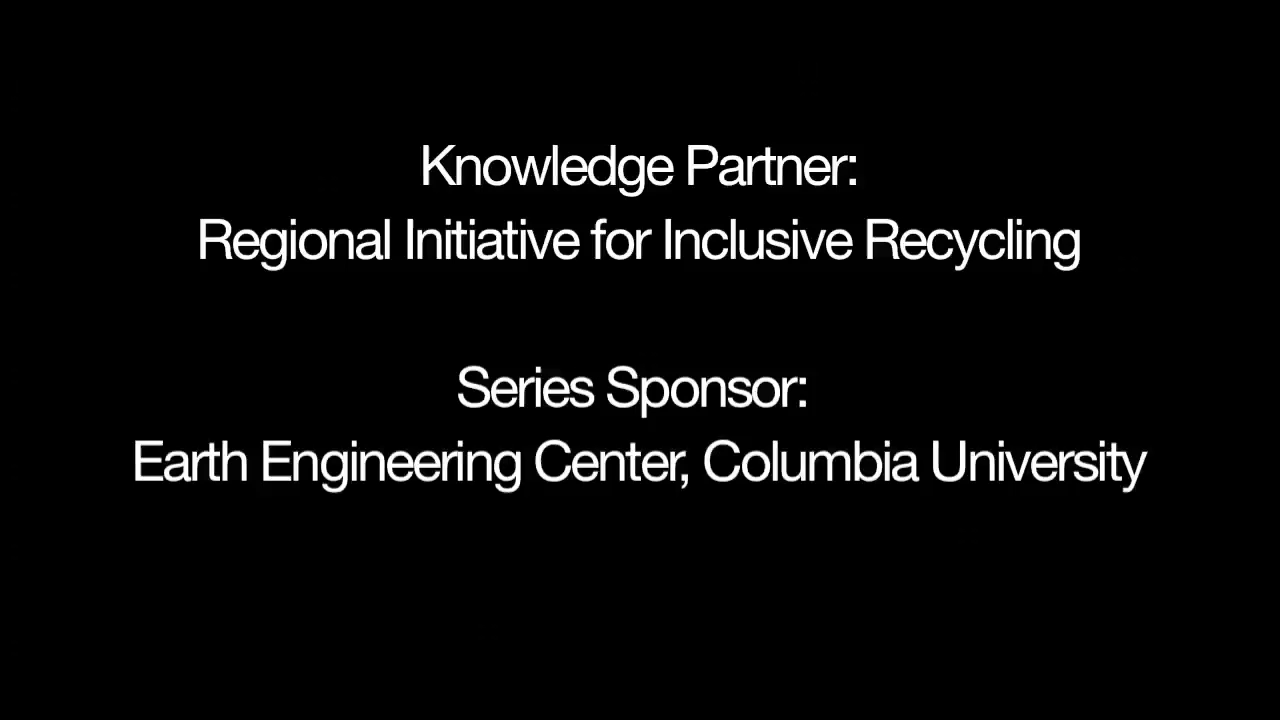 Knowledge Partner:
Regional Initiative for Inclusive Recycling
Series Sponsor:
Earth Engineering Center, Columbia University